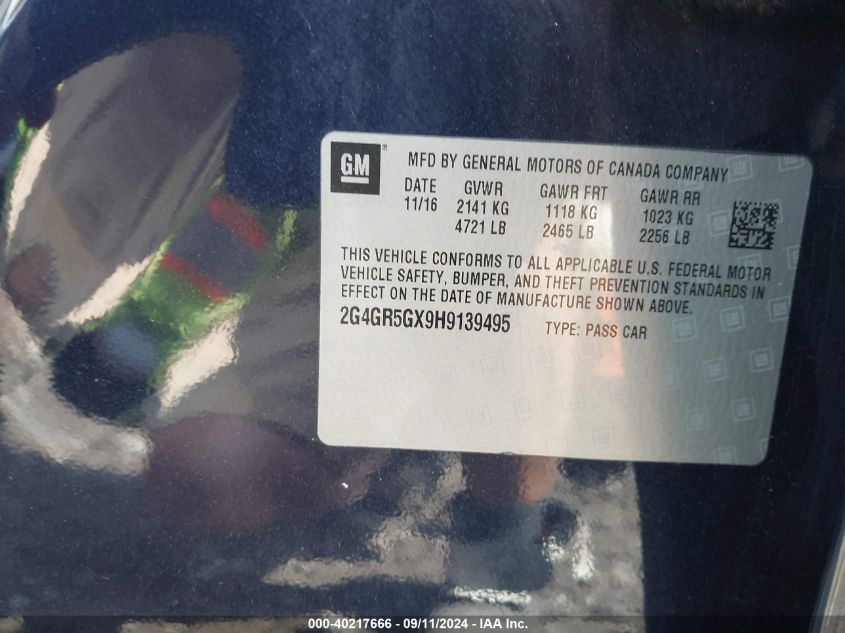 GM ®
MFD BY GENERAL MOTORS OF CANADA COMPANY
DATE GVWR GAWR FRT GAWR RR
11/16 2141 KG 1118 KG 1023 KG
4721 LB 2465 LB 2256 LB
THIS VEHICLE CONFORMS TO ALL APPLICABLE U.S. FEDERAL MOTOR
VEHICLE SAFETY, BUMPER, AND THEFT PREVENTION STANDARDS IN
EFFECT ON THE DATE OF MANUFACTURE SHOWN ABOVE.
2G4GR5GX9H9139495 TYPE: PASS CAR
000-40217666 - 09/11/2024 - IAA Inc.